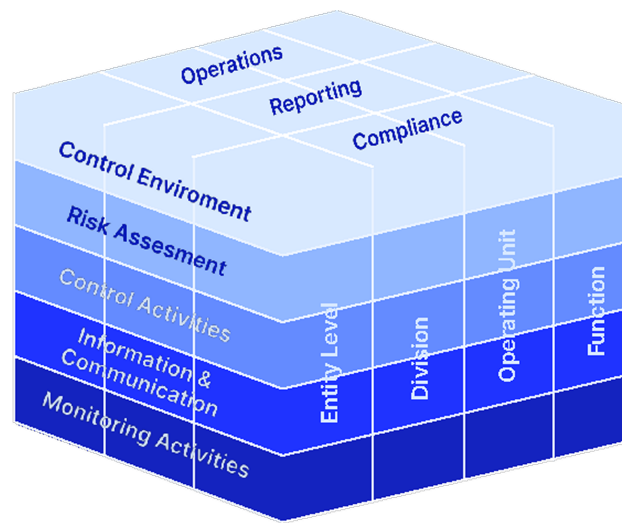 Operations
Reporting
Compliance
Control Enviroment
Risk Assesment
Control Activities
Information &
Communication
Monitoring Activities
Entity Level
Division
Operating Unit
Function